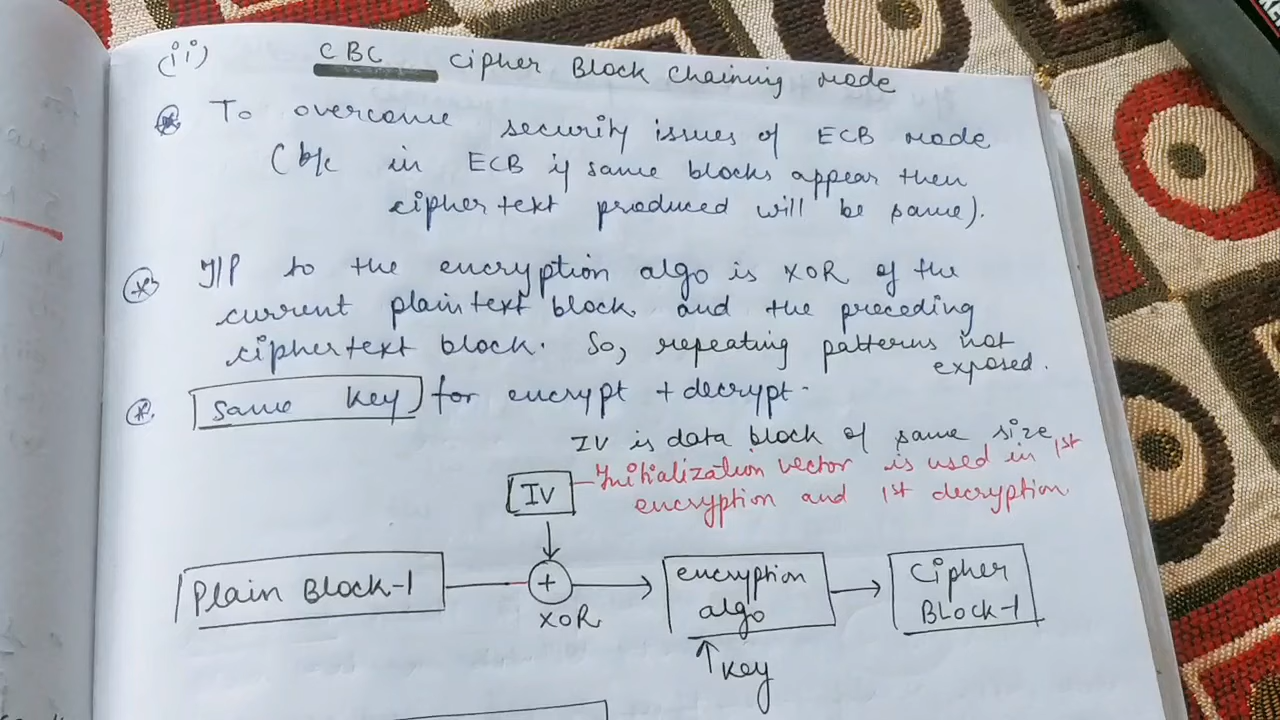 (ii) CBC Cipher Block Chaining Mode
To overcome security issues of ECB mode
(b/c in ECB if same blocks appear then
ciphertext produced will be same).
I/P to the encryption algo is XOR of the
current plaintext block and the preceding
ciphertext block. So, repeating patterns not
exposed.
Same key for encrypt + decrypt.
IV is data block of same size
IV
Initialization vector is used in 1st
encryption and 1st decryption
Plain Block-1
+
XOR
encryption
algo
Cipher
Block-1
Key